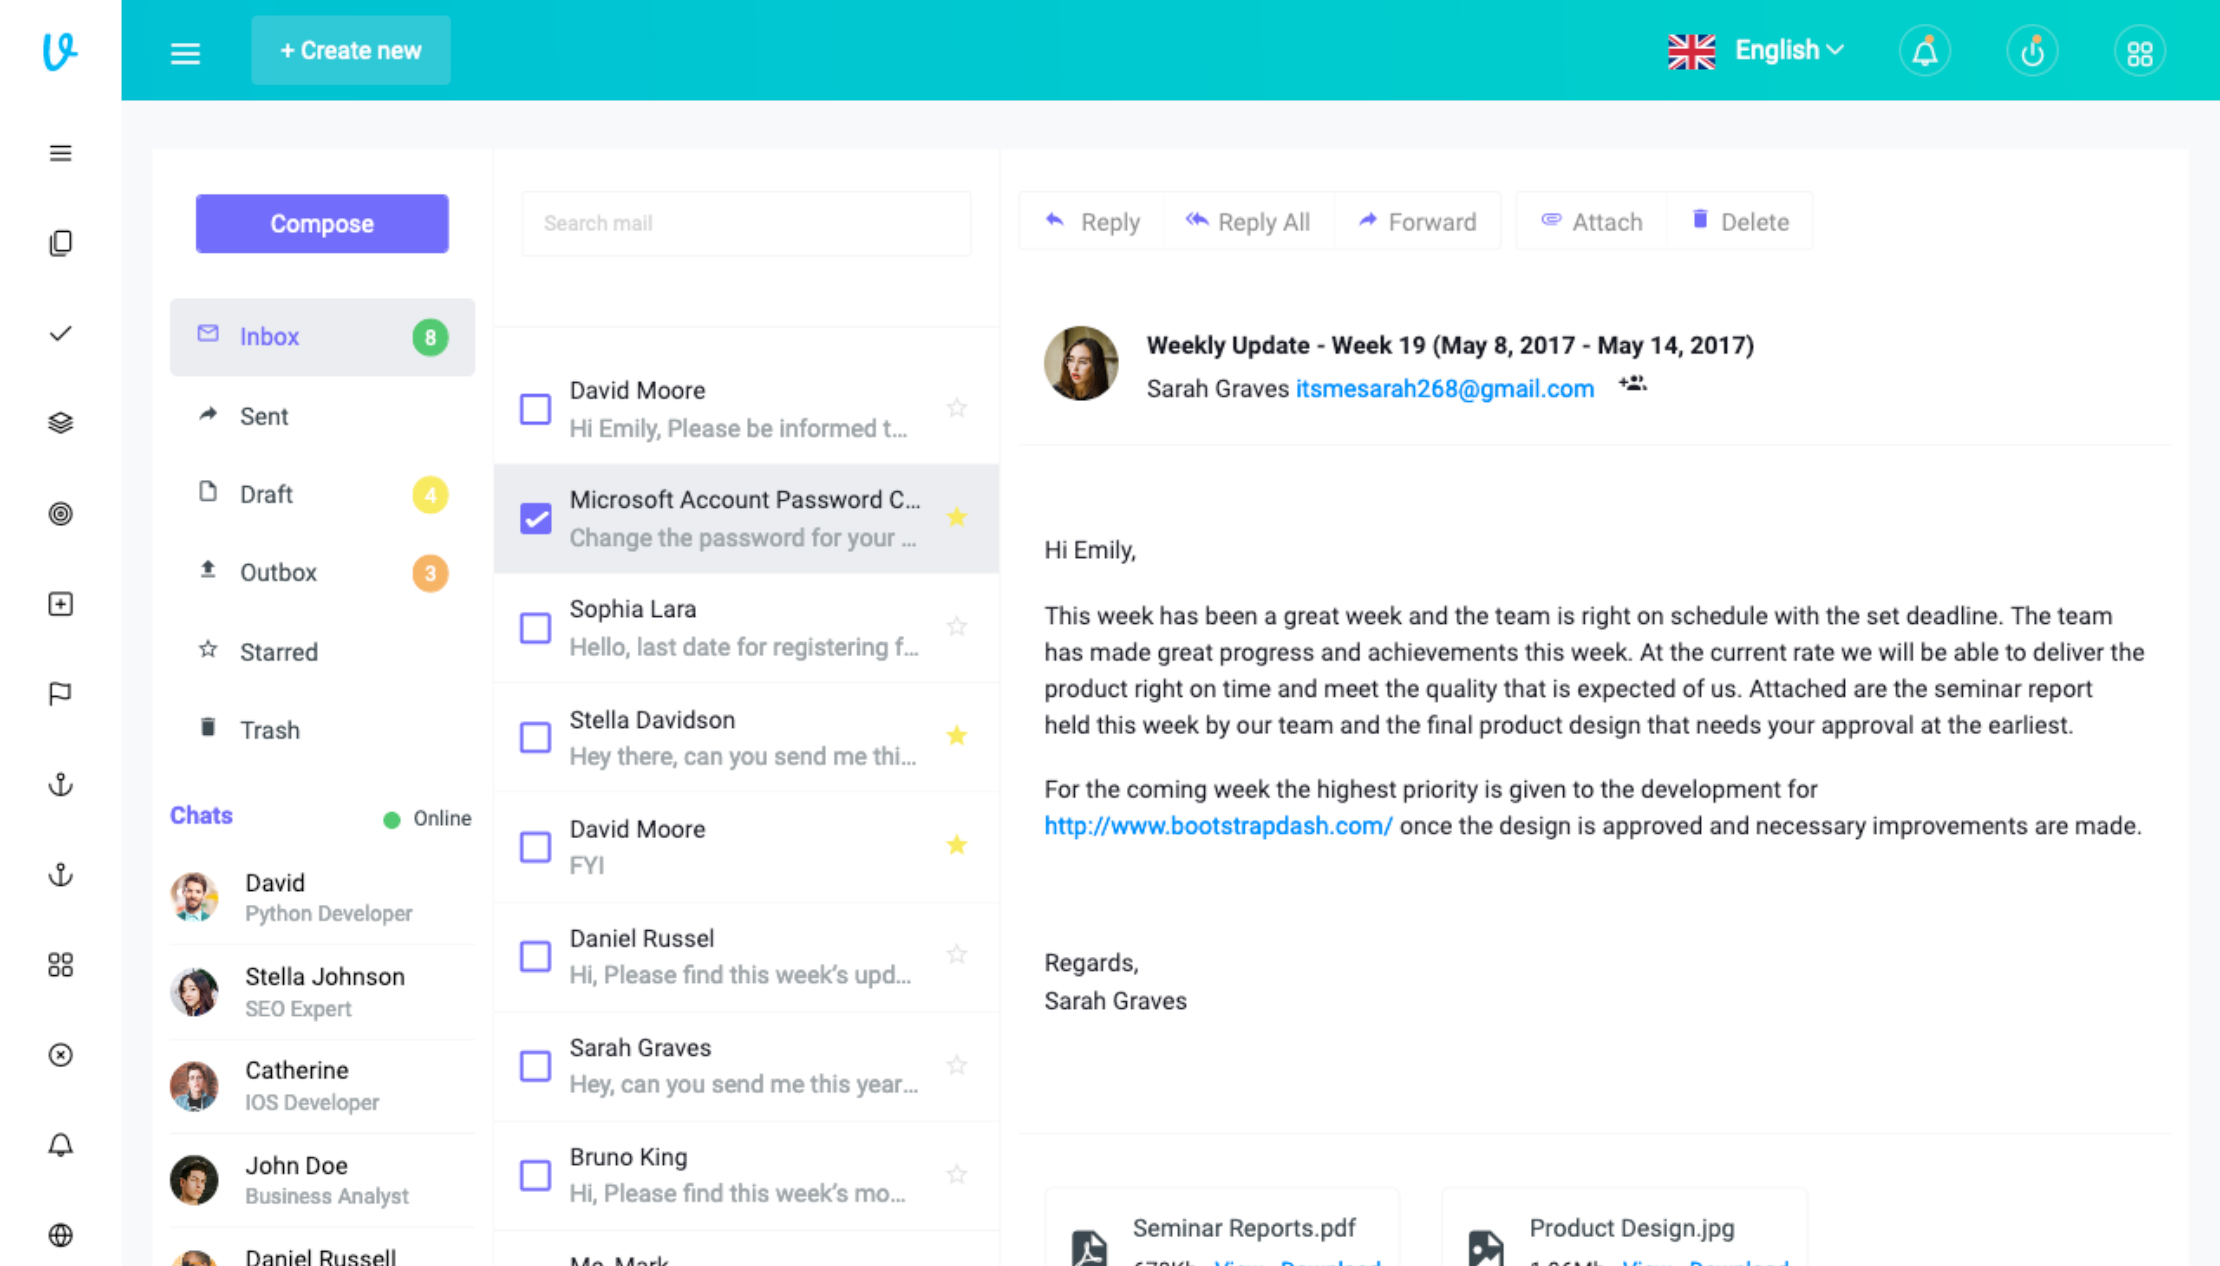 + Create new
English
Compose
Inbox 8
Sent
Draft 4
Outbox 3
Starred
Trash
Chats Online
David
Python Developer
Stella Johnson
SEO Expert
Catherine
IOS Developer
John Doe
Business Analyst
Daniel Russell
Search mail
David Moore
Hi Emily, Please be informed t...
Microsoft Account Password C...
Change the password for your ...
Sophia Lara
Hello, last date for registering f...
Stella Davidson
Hey there, can you send me thi...
David Moore
FYI
Daniel Russel
Hi, Please find this week’s upd...
Sarah Graves
Hey, can you send me this year...
Bruno King
Hi, Please find this week’s mo...
Reply Reply All Forward Attach Delete
Weekly Update - Week 19 (May 8, 2017 - May 14, 2017)
Sarah Graves itsmesarah268@gmail.com
Hi Emily,
This week has been a great week and the team is right on schedule with the set deadline. The team
has made great progress and achievements this week. At the current rate we will be able to deliver the
product right on time and meet the quality that is expected of us. Attached are the seminar report
held this week by our team and the final product design that needs your approval at the earliest.
For the coming week the highest priority is given to the development for
http://www.bootstrapdash.com/ once the design is approved and necessary improvements are made.
Regards,
Sarah Graves
Seminar Reports.pdf
View Download
Product Design.jpg
View Download